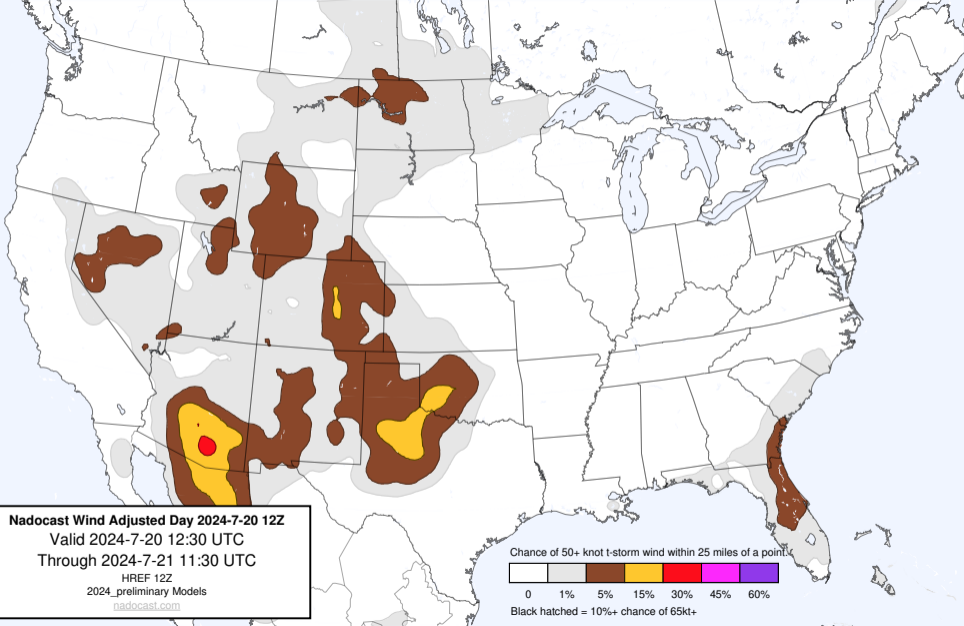 Nadocast Wind Adjusted Day 2024-7-20 12Z
Valid 2024-7-20 12:30 UTC
Through 2024-7-21 11:30 UTC
HREF 12Z
2024_preliminary Models
nadocast.com
Chance of 50+ knot t-storm wind within 25 miles of a point.
0 1% 5% 15% 30% 45% 60%
Black hatched = 10%+ chance of 65kt+